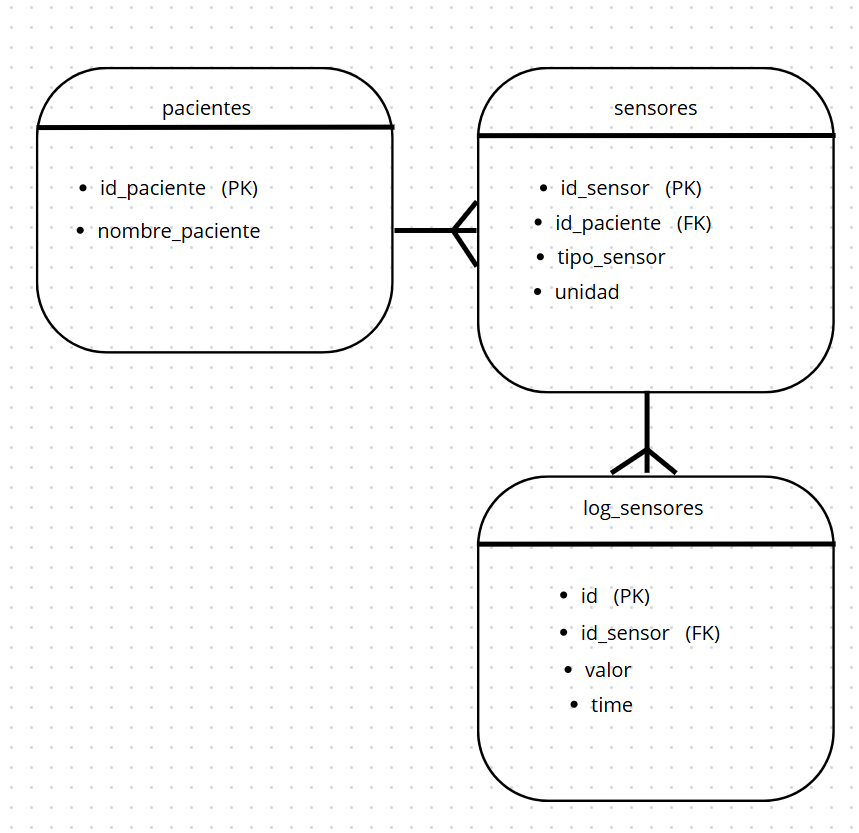 pacientes
• id_paciente (PK)
• nombre_paciente
sensores
• id_sensor (PK)
• id_paciente (FK)
• tipo_sensor
• unidad
log_sensores
• id (PK)
• id_sensor (FK)
• valor
• time